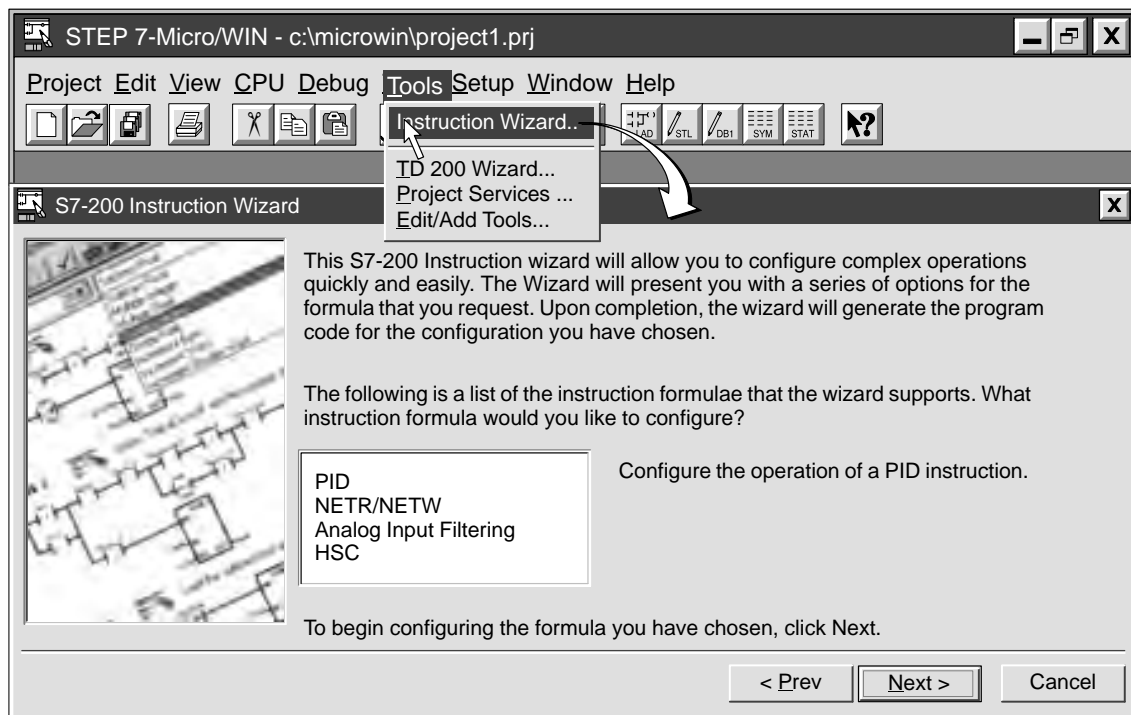 STEP 7-Micro/WIN - c:\microwin\project1.prj
Project Edit View CPU Debug Tools Setup Window Help
LAD STL DB1 SYM STAT
Instruction Wizard..
TD 200 Wizard...
Project Services ...
Edit/Add Tools...
S7-200 Instruction Wizard
This S7-200 Instruction wizard will allow you to configure complex operations
quickly and easily. The Wizard will present you with a series of options for the
formula that you request. Upon completion, the wizard will generate the program
code for the configuration you have chosen.
The following is a list of the instruction formulae that the wizard supports. What
instruction formula would you like to configure?
PID
NETR/NETW
Analog Input Filtering
HSC
Configure the operation of a PID instruction.
To begin configuring the formula you have chosen, click Next.
< Prev Next > Cancel